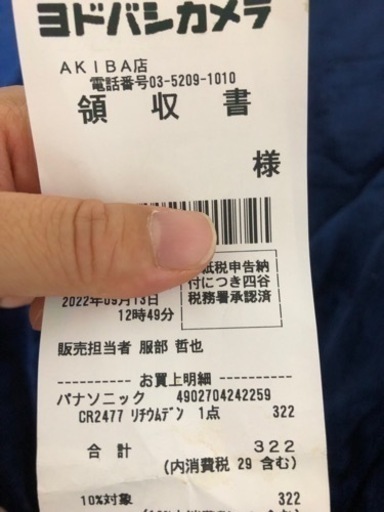 ヨドバシカメラ
AKIBA店
電話番号03-5209-1010
領収書
様
紙税申告納
付につき四谷
税務署承認済
2022年09月13日
12時49分
販売担当者 服部 哲也
---------- お買上明細 ----------
パナソニック 4902704242259
CR2477 リチウムデン 1点 322
合計 322
(内消費税 29 含む)
10%対象 322